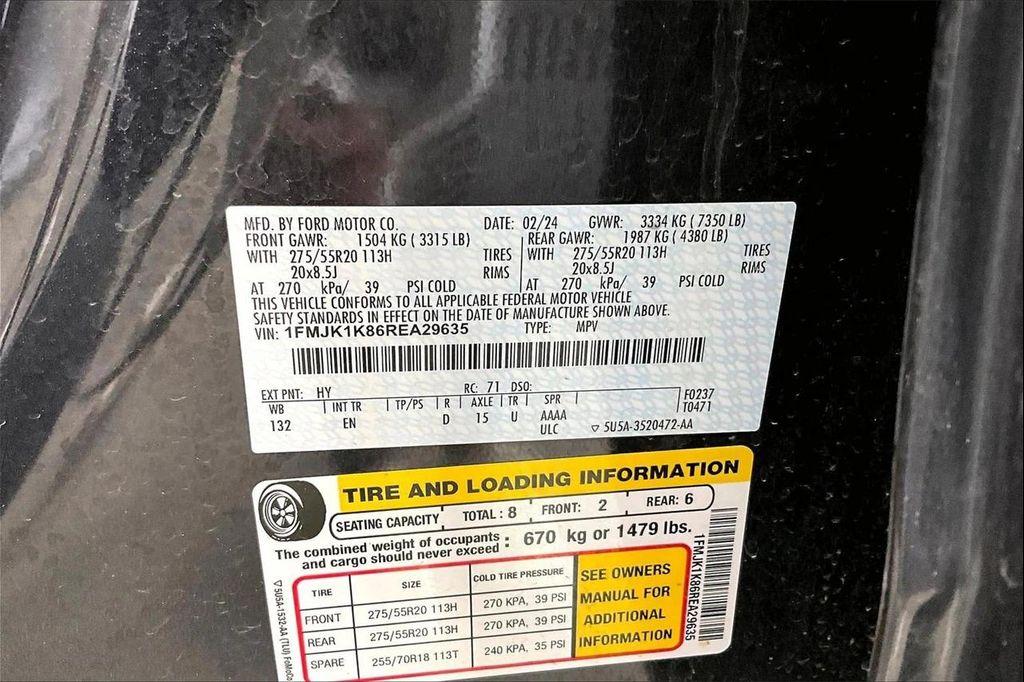 MFD. BY FORD MOTOR CO. DATE: 02/24 GVWR: 3334 KG ( 7350 LB)
FRONT GAWR: 1504 KG ( 3315 LB) REAR GAWR: 1987 KG ( 4380 LB)
WITH 275/55R20 113H TIRES WITH 275/55R20 113H TIRES
20x8.5J RIMS 20x8.5J RIMS
AT 270 kPa/ 39 PSI COLD AT 270 kPa/ 39 PSI COLD
THIS VEHICLE CONFORMS TO ALL APPLICABLE FEDERAL MOTOR VEHICLE
SAFETY STANDARDS IN EFFECT ON THE DATE OF MANUFACTURE SHOWN ABOVE.
VIN: 1FMJK1K86REA29635 TYPE: MPV
EXT PNT: HY RC: 71 DSO: F0237
WB INT TR TP/PS R AXLE TR SPR T0471
132 EN D 15 U AAAA
ULC ▽ 5U5A-3520472-AA
TIRE AND LOADING INFORMATION
SEATING CAPACITY TOTAL : 8 FRONT: 2 REAR: 6
The combined weight of occupants and cargo should never exceed : 670 kg or 1479 lbs.
TIRE SIZE COLD TIRE PRESSURE
FRONT 275/55R20 113H 270 KPA, 39 PSI
REAR 275/55R20 113H 270 KPA, 39 PSI
SPARE 255/70R18 113T 240 KPA, 35 PSI
SEE OWNERS
MANUAL FOR
ADDITIONAL
INFORMATION
1FMJK1K86REA29635
▽ 5U5A-1532-AA (TLU) FoMoCo